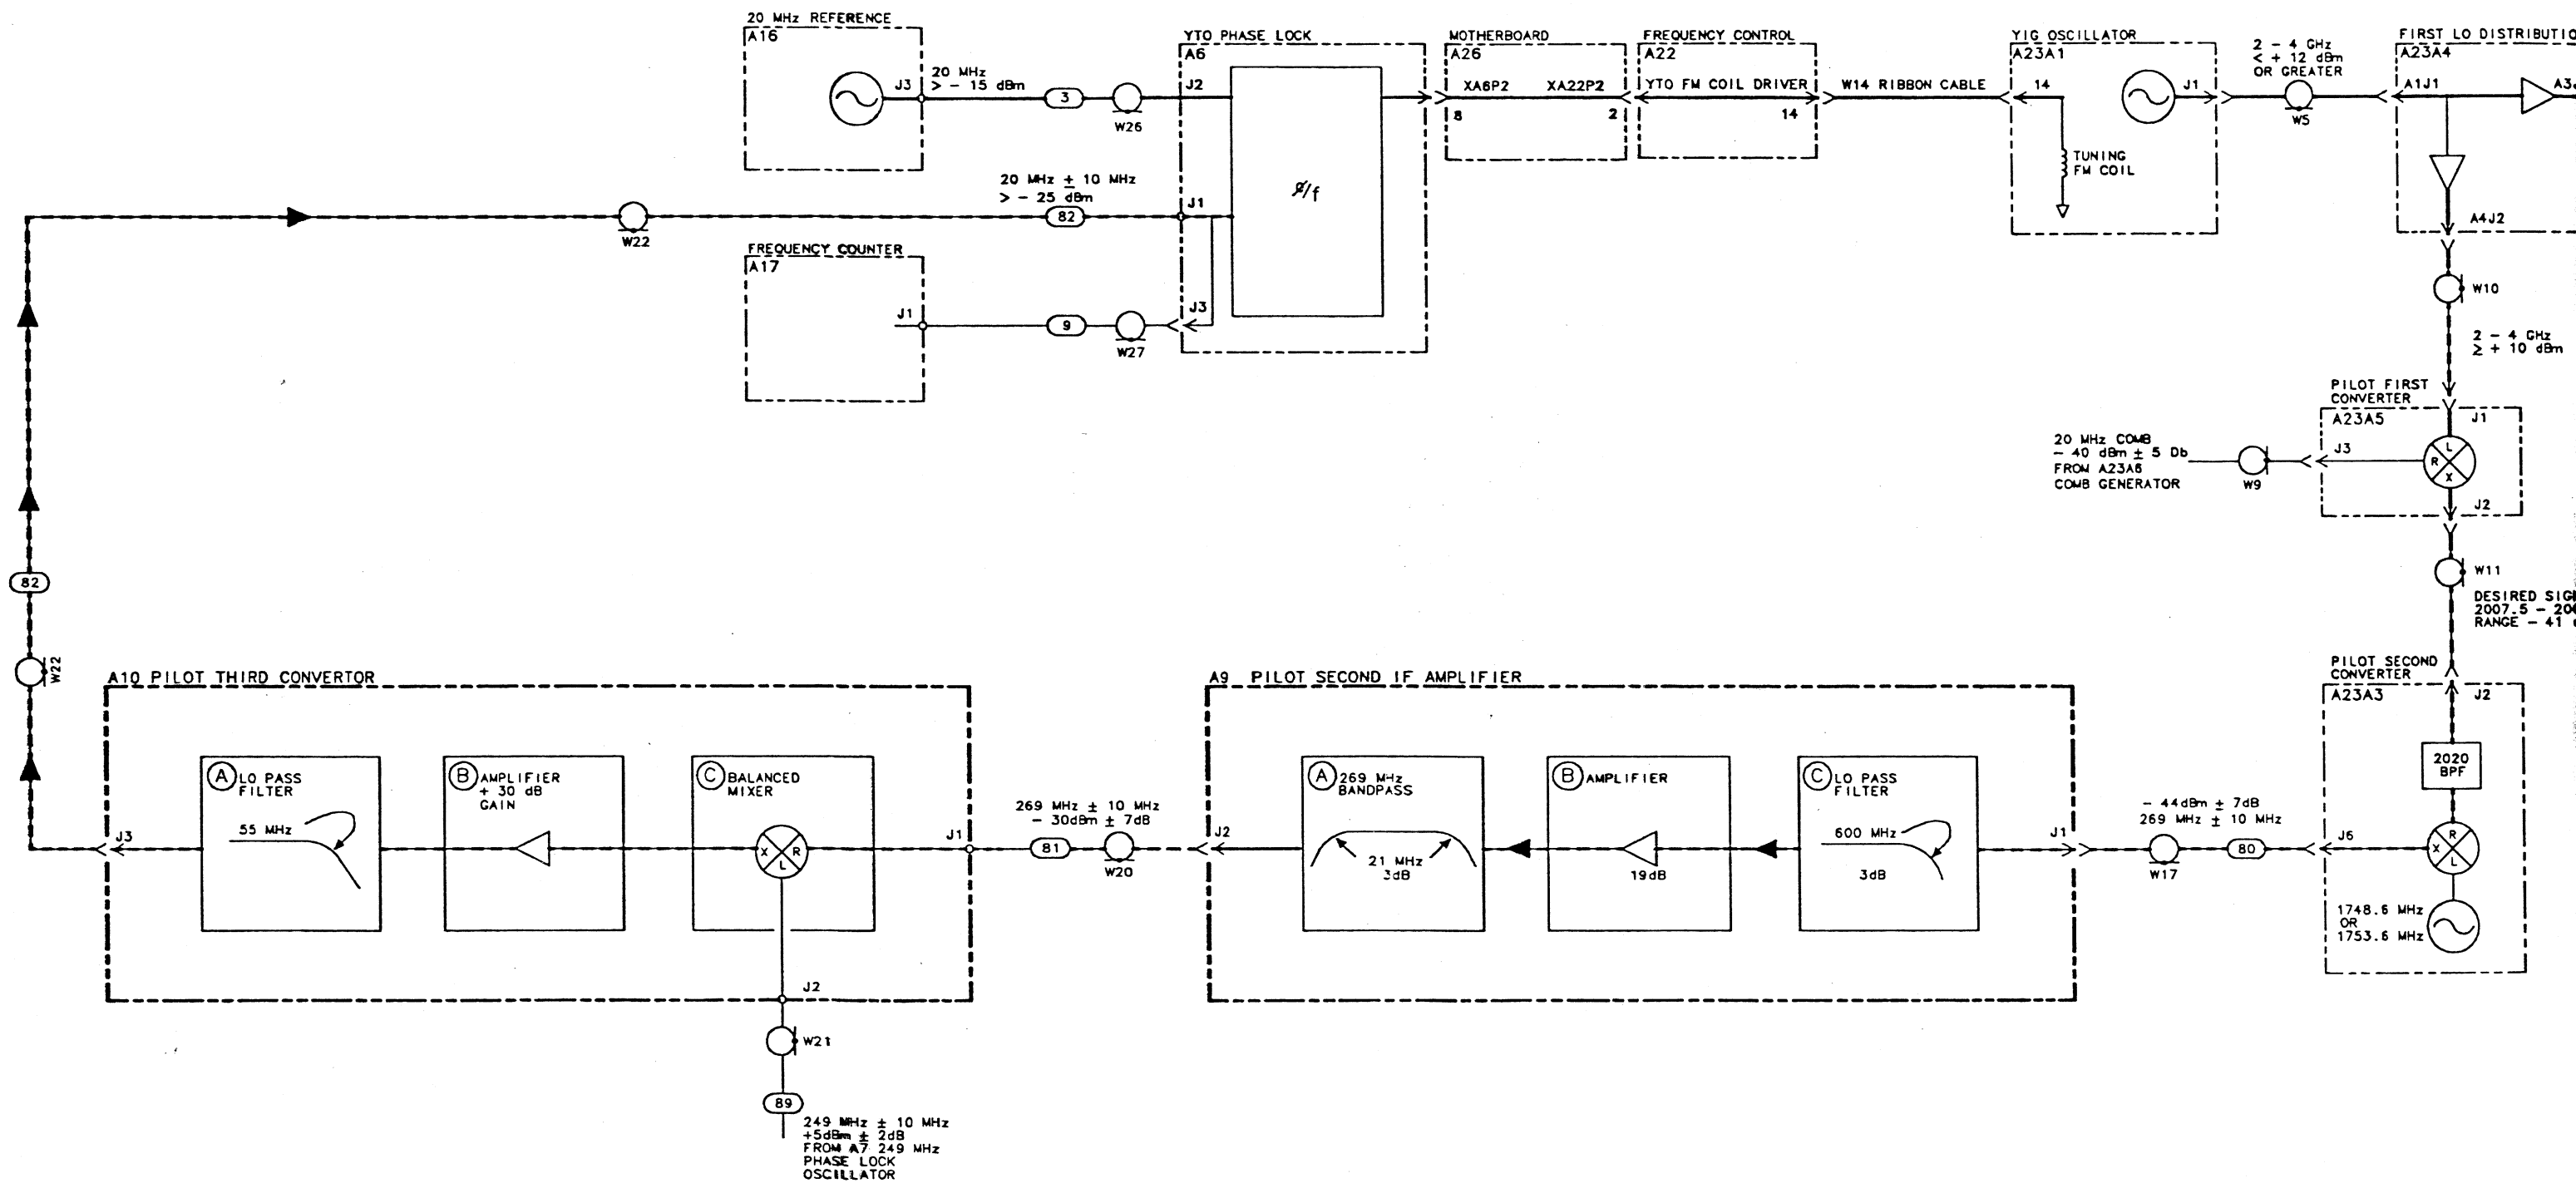 20 MHz REFERENCE
A16
J3
20 MHz
> - 15 dBm
3
W26
YTO PHASE LOCK
A6
J2
ø/f
J1
J3
MOTHERBOARD
A26
XA6P2
XA22P2
8
2
FREQUENCY CONTROL
A22
YTO FM COIL DRIVER
14
W14 RIBBON CABLE
YIG OSCILLATOR
A23A1
14
J1
TUNING
FM COIL
2 - 4 GHz
< + 12 dBm
OR GREATER
W5
FIRST LO
A23A4
A1J1
A4J2
W22
20 MHz ± 10 MHz
> - 25 dBm
82
FREQUENCY COUNTER
A17
J1
9
W27
W10
2 - 4 GHz
≥ + 10 dBm
PILOT FIRST
CONVERTER
A23A5
J1
J3
L
R
X
J2
20 MHz COMB
- 40 dBm ± 5 Db
FROM A23A6
COMB GENERATOR
W9
W11
DESIRED
2007.5 -
RANGE - 41
82
W22
A10 PILOT THIRD CONVERTOR
J3
A LO PASS
FILTER
55 MHz
B AMPLIFIER
+ 30 dB
GAIN
C BALANCED
MIXER
X
R
L
J1
J2
W21
89
249 MHz ± 10 MHz
+5dBm ± 2dB
FROM A7 249 MHz
PHASE LOCK
OSCILLATOR
269 MHz ± 10 MHz
- 30dBm ± 7dB
81
W20
A9 PILOT SECOND IF AMPLIFIER
J2
A 269 MHz
BANDPASS
21 MHz
3dB
B AMPLIFIER
19dB
C LO PASS
FILTER
600 MHz
3dB
J1
- 44dBm ± 7dB
269 MHz ± 10 MHz
W17
80
PILOT SECOND
CONVERTER
A23A3
J2
2020
BPF
J6
R
X
L
1748.6 MHz
OR
1753.6 MHz